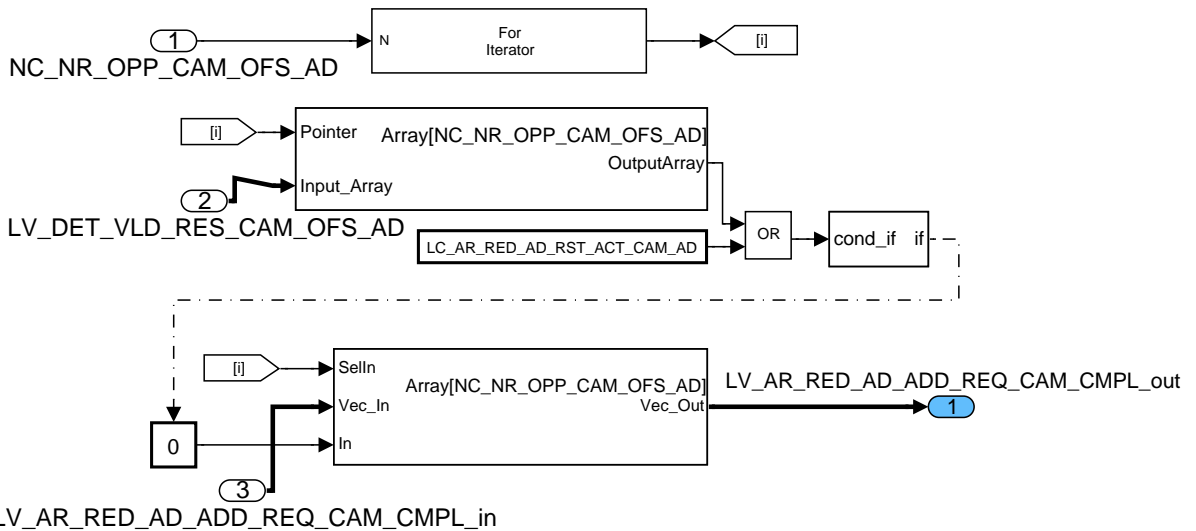 1
N
For
Iterator
[i]
NC_NR_OPP_CAM_OFS_AD
[i]
Pointer
Array[NC_NR_OPP_CAM_OFS_AD]
OutputArray
Input_Array
2
LV_DET_VLD_RES_CAM_OFS_AD
LC_AR_RED_AD_RST_ACT_CAM_AD
OR
cond_if
if
[i]
SelIn
Array[NC_NR_OPP_CAM_OFS_AD]
LV_AR_RED_AD_ADD_REQ_CAM_CMPL_out
Vec_In
Vec_Out
1
0
In
3
LV_AR_RED_AD_ADD_REQ_CAM_CMPL_in